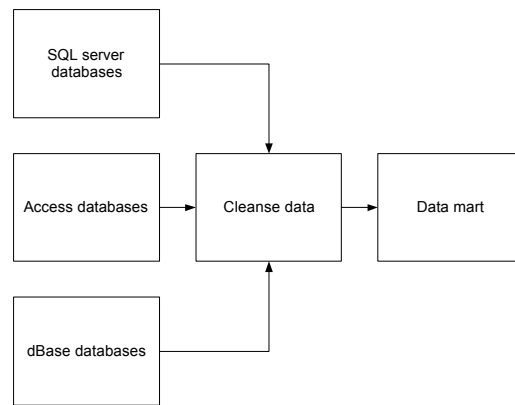 SQL server
databases
Access databases
Cleanse data
Data mart
dBase databases